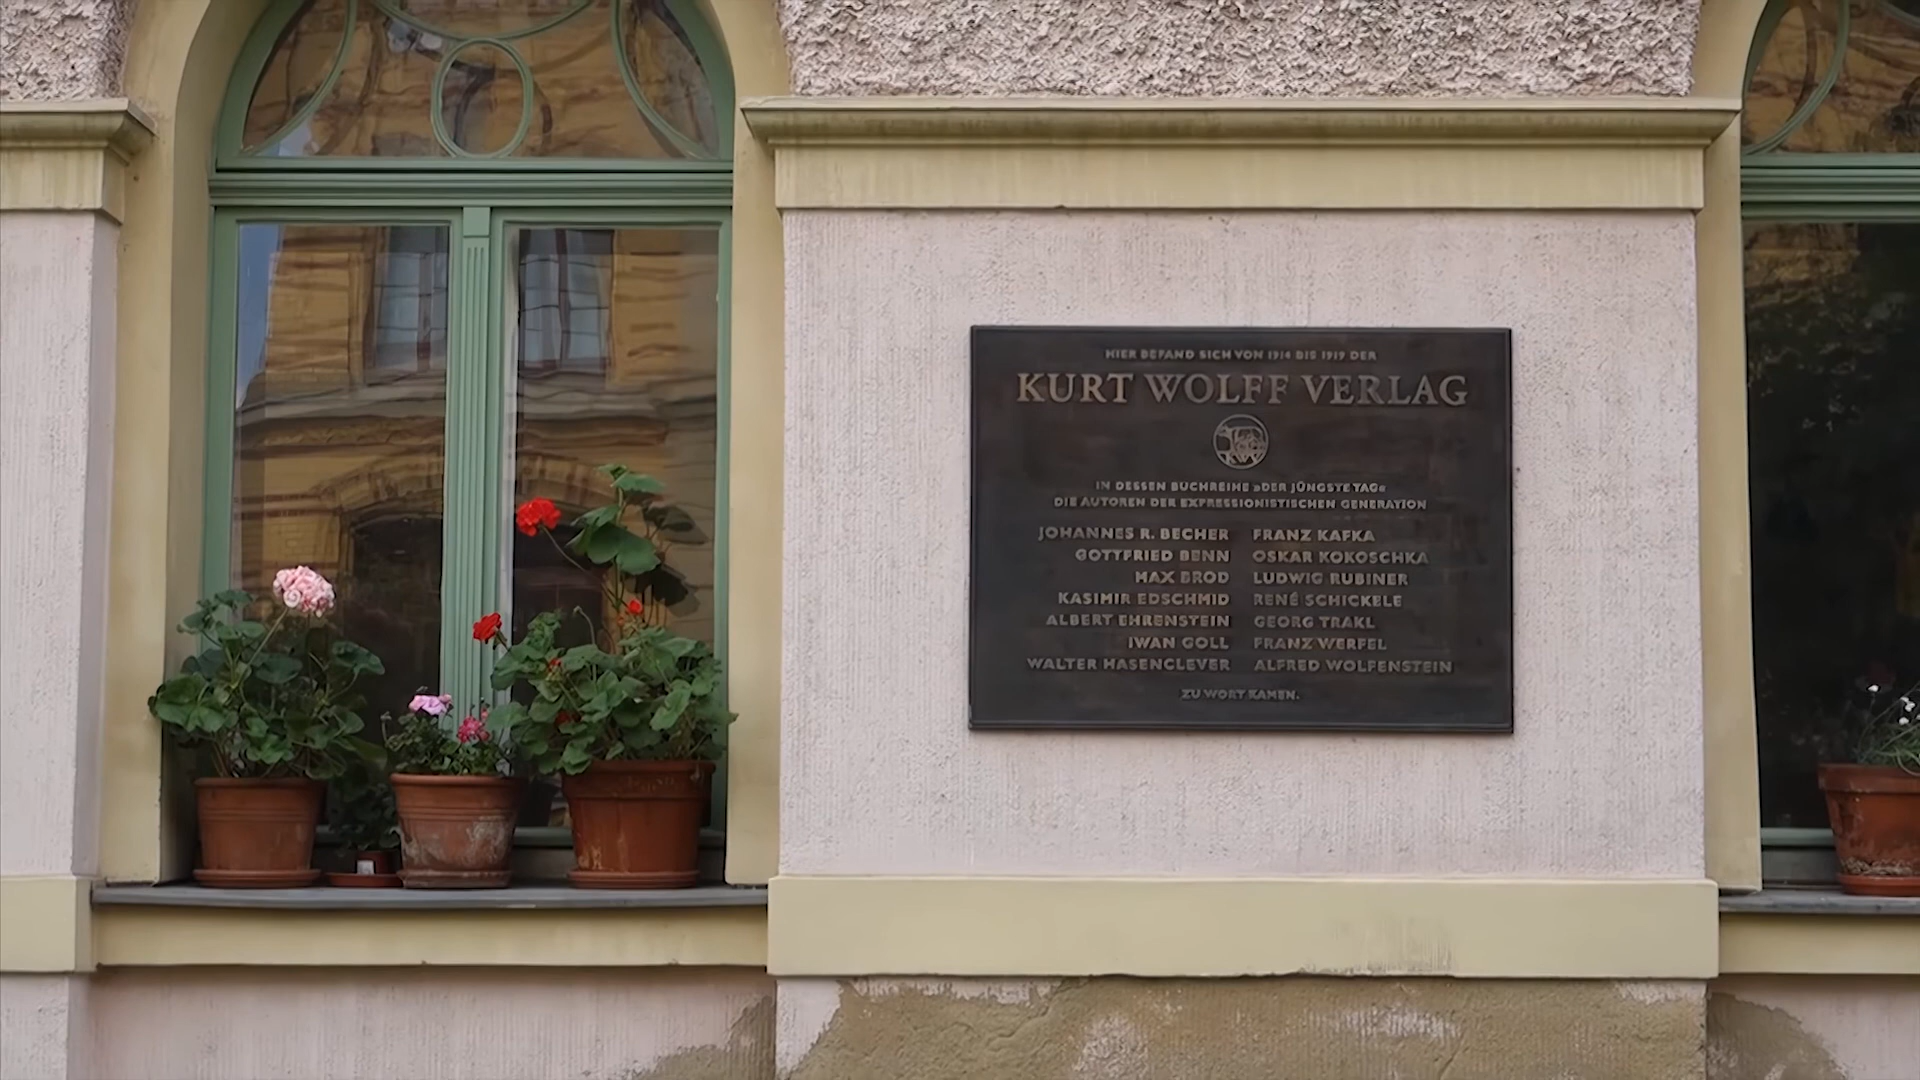 HIER BEFAND SICH VON 1914 BIS 1919 DER
KURT WOLFF VERLAG
IN DESSEN BUCHREIHE »DER JÜNGSTE TAG«
DIE AUTOREN DER EXPRESSIONISTISCHEN GENERATION
JOHANNES R. BECHER FRANZ KAFKA
GOTTFRIED BENN OSKAR KOKOSCHKA
MAX BROD LUDWIG RUBINER
KASIMIR EDSCHMID RENÉ SCHICKELE
ALBERT EHRENSTEIN GEORG TRAKL
IWAN GOLL FRANZ WERFEL
WALTER HASENCLEVER ALFRED WOLFENSTEIN
ZU WORT KAMEN.